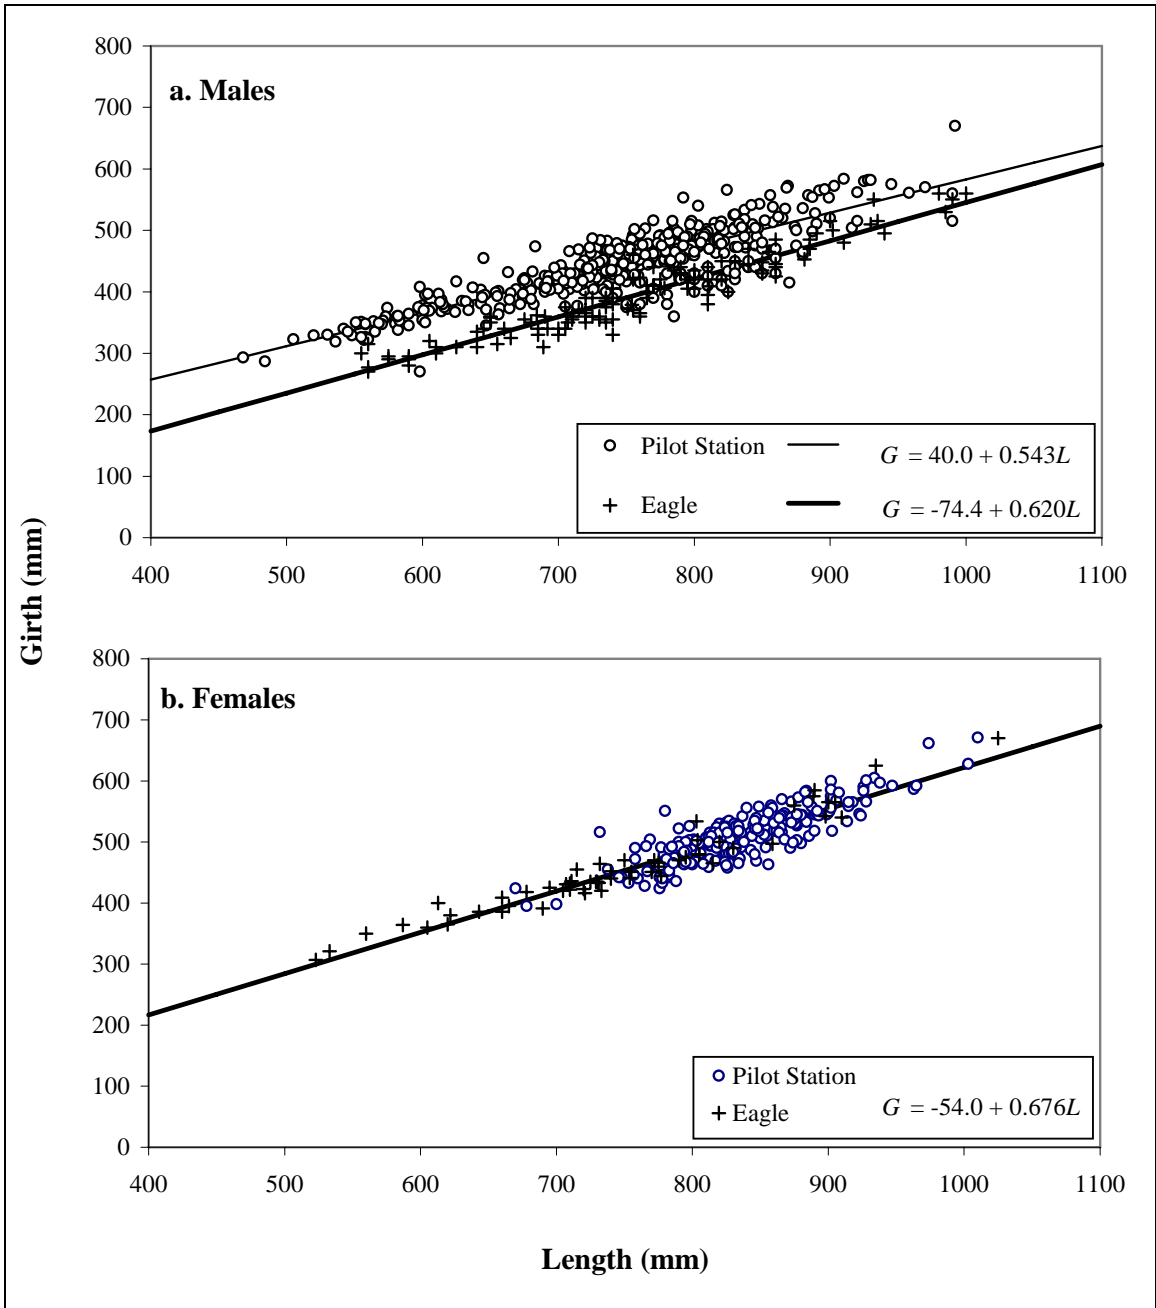 800
a. Males
700
600
500
400
300
200
Pilot Station G = 40.0 + 0.543L
100
Eagle G = -74.4 + 0.620L
0
400 500 600 700 800 900 1000 1100
Girth (mm)
800
b. Females
700
600
500
400
300
200
100
Pilot Station
Eagle G = -54.0 + 0.676L
0
400 500 600 700 800 900 1000 1100
Length (mm)